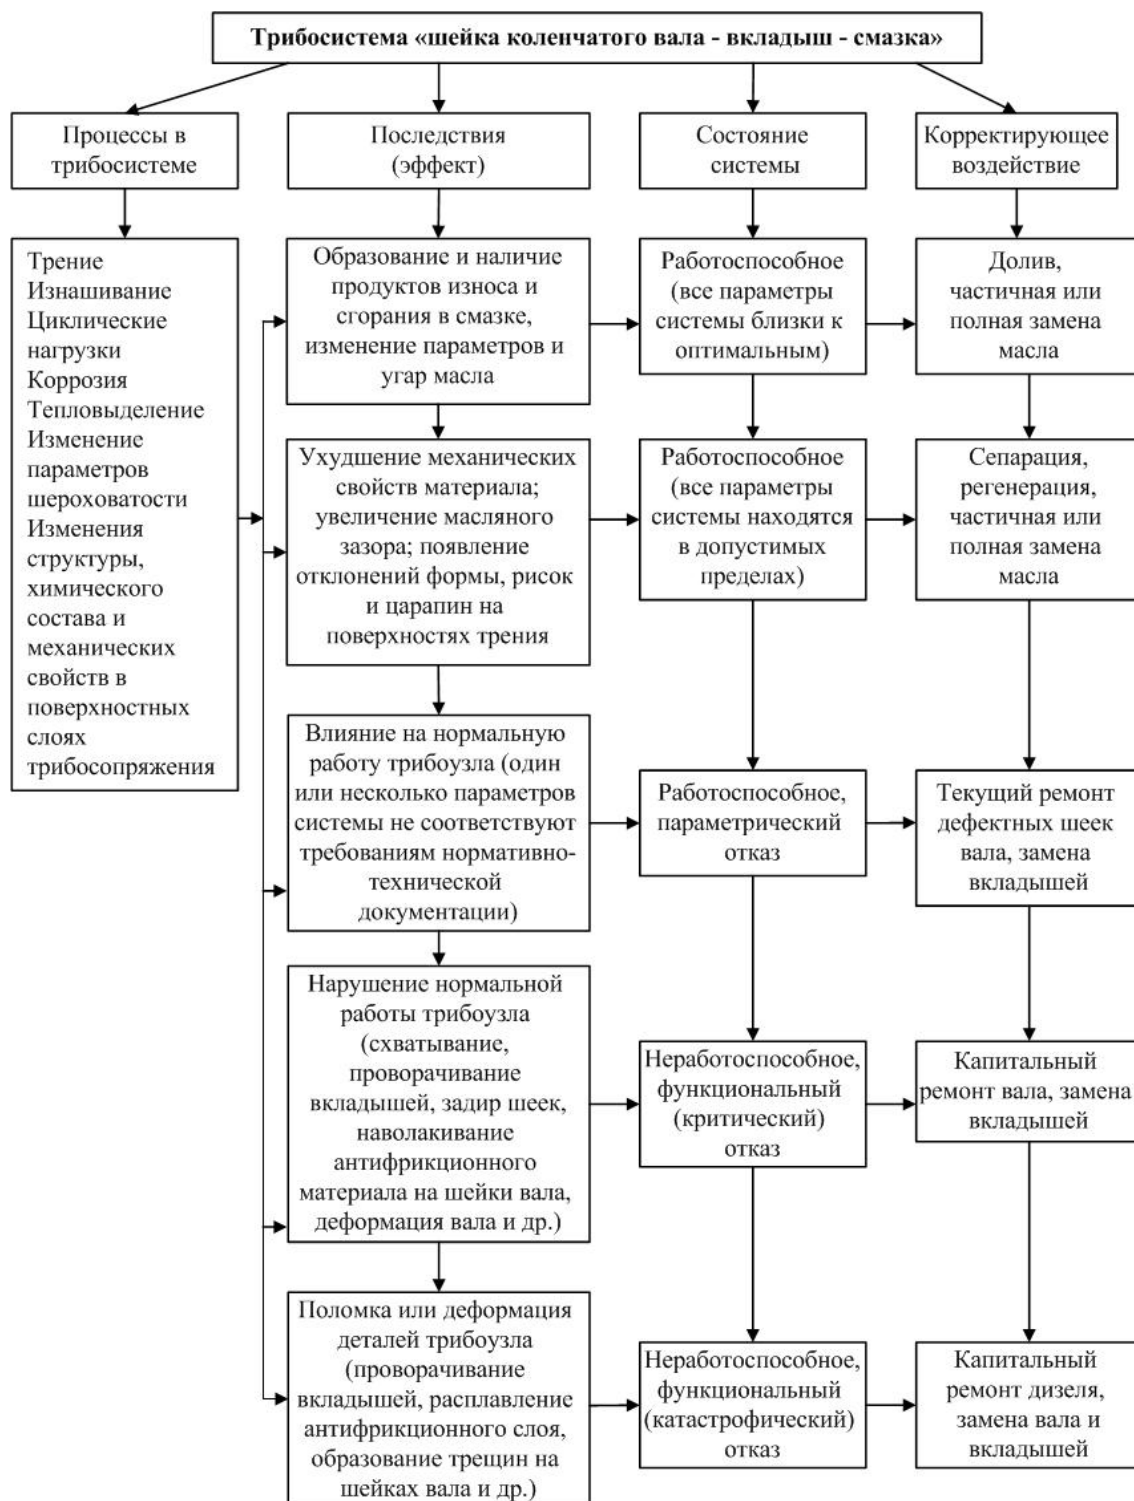 Трибосистема «шейка коленчатого вала - вкладыш - смазка»
Процессы в
трибосистеме
Последствия
(эффект)
Состояние
системы
Корректирующее
воздействие
Трение
Изнашивание
Циклические
нагрузки
Коррозия
Тепловыделение
Изменение
параметров
шероховатости
Изменения
структуры,
химического
состава и
механических
свойств в
поверхностных
слоях
трибосопряжения
Образование и наличие
продуктов износа и
сгорания в смазке,
изменение параметров и
угар масла
Работоспособное
(все параметры
системы близки к
оптимальным)
Долив,
частичная или
полная замена
масла
Ухудшение механических
свойств материала;
увеличение масляного
зазора; появление
отклонений формы, рисок
и царапин на
поверхностях трения
Работоспособное
(все параметры
системы находятся
в допустимых
пределах)
Сепарация,
регенерация,
частичная или
полная замена
масла
Влияние на нормальную
работу трибоузла (один
или несколько параметров
системы не соответствуют
требованиям нормативно-
технической
документации)
Работоспособное,
параметрический
отказ
Текущий ремонт
дефектных шеек
вала, замена
вкладышей
Нарушение нормальной
работы трибоузла
(схватывание,
проворачивание
вкладышей, задир шеек,
наволакивание
антифрикционного
материала на шейки вала,
деформация вала и др.)
Неработоспособное,
функциональный
(критический)
отказ
Капитальный
ремонт вала, замена
вкладышей
Поломка или деформация
деталей трибоузла
(проворачивание
вкладышей, расплавление
антифрикционного слоя,
образование трещин на
шейках вала и др.)
Неработоспособное,
функциональный
(катастрофический)
отказ
Капитальный
ремонт дизеля,
замена вала и
вкладышей